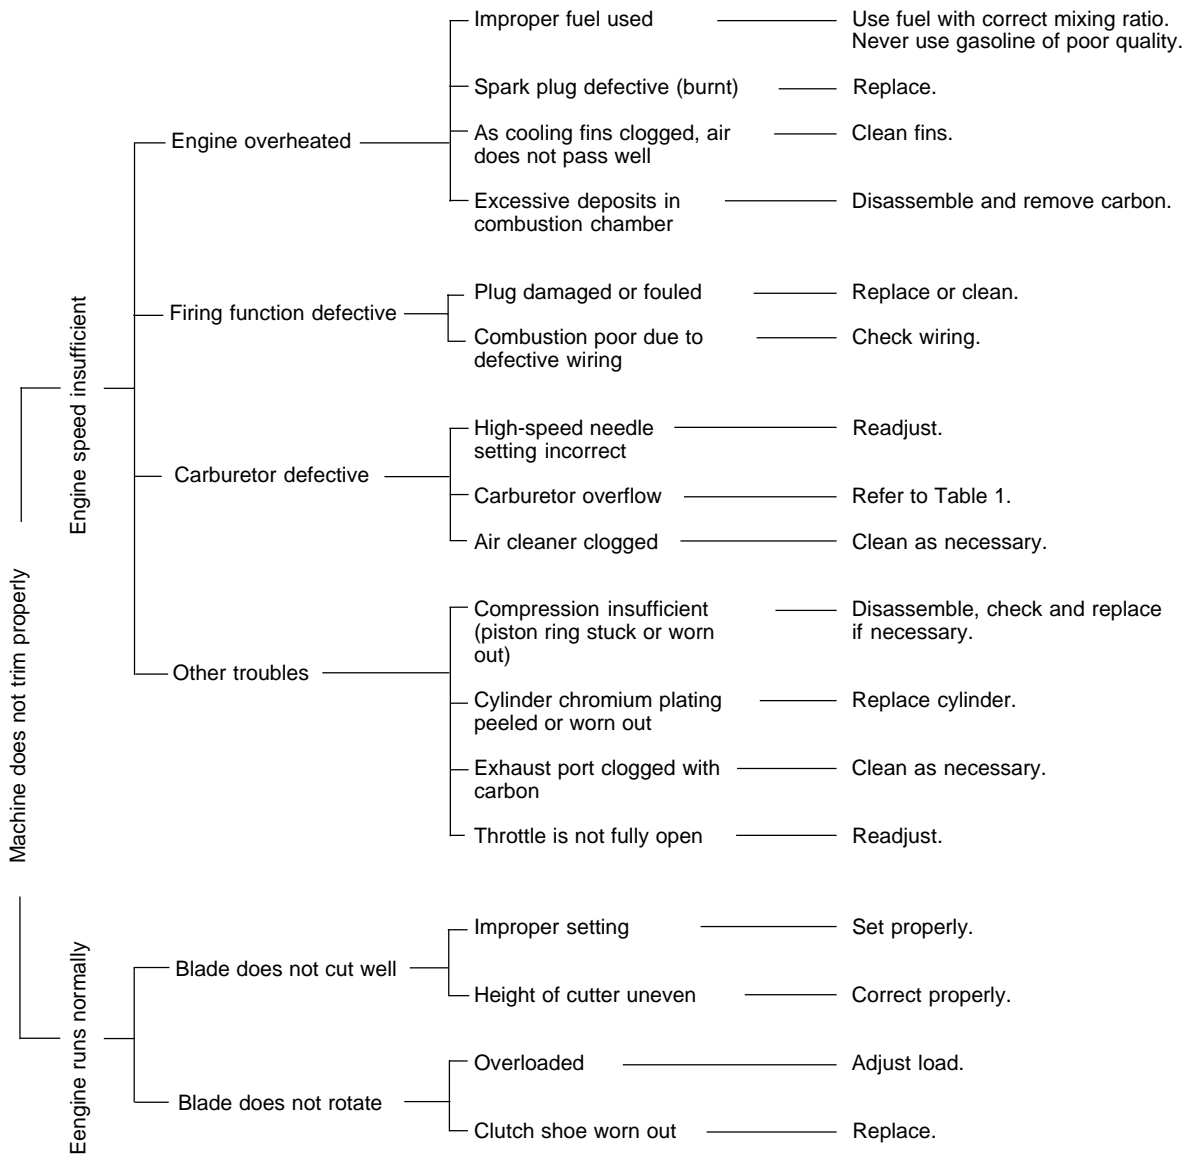 Machine does not trim properly
Engine speed insufficient
Engine overheated
Improper fuel used
Use fuel with correct mixing ratio.
Never use gasoline of poor quality.
Spark plug defective (burnt)
Replace.
As cooling fins clogged, air
does not pass well
Clean fins.
Excessive deposits in
combustion chamber
Disassemble and remove carbon.
Firing function defective
Plug damaged or fouled
Replace or clean.
Combustion poor due to
defective wiring
Check wiring.
Carburetor defective
High-speed needle
setting incorrect
Readjust.
Carburetor overflow
Refer to Table 1.
Air cleaner clogged
Clean as necessary.
Other troubles
Compression insufficient
(piston ring stuck or worn
out)
Disassemble, check and replace
if necessary.
Cylinder chromium plating
peeled or worn out
Replace cylinder.
Exhaust port clogged with
carbon
Clean as necessary.
Throttle is not fully open
Readjust.
Eengine runs normally
Blade does not cut well
Improper setting
Set properly.
Height of cutter uneven
Correct properly.
Blade does not rotate
Overloaded
Adjust load.
Clutch shoe worn out
Replace.